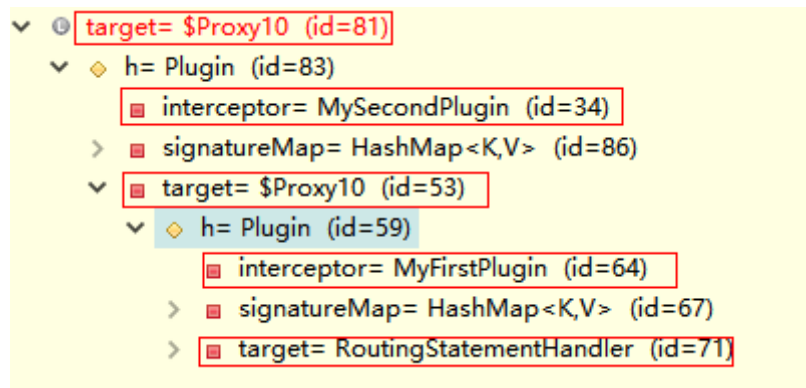 target= $Proxy10 (id=81)
h= Plugin (id=83)
interceptor= MySecondPlugin (id=34)
signatureMap= HashMap<K,V> (id=86)
target= $Proxy10 (id=53)
h= Plugin (id=59)
interceptor= MyFirstPlugin (id=64)
signatureMap= HashMap<K,V> (id=67)
target= RoutingStatementHandler (id=71)